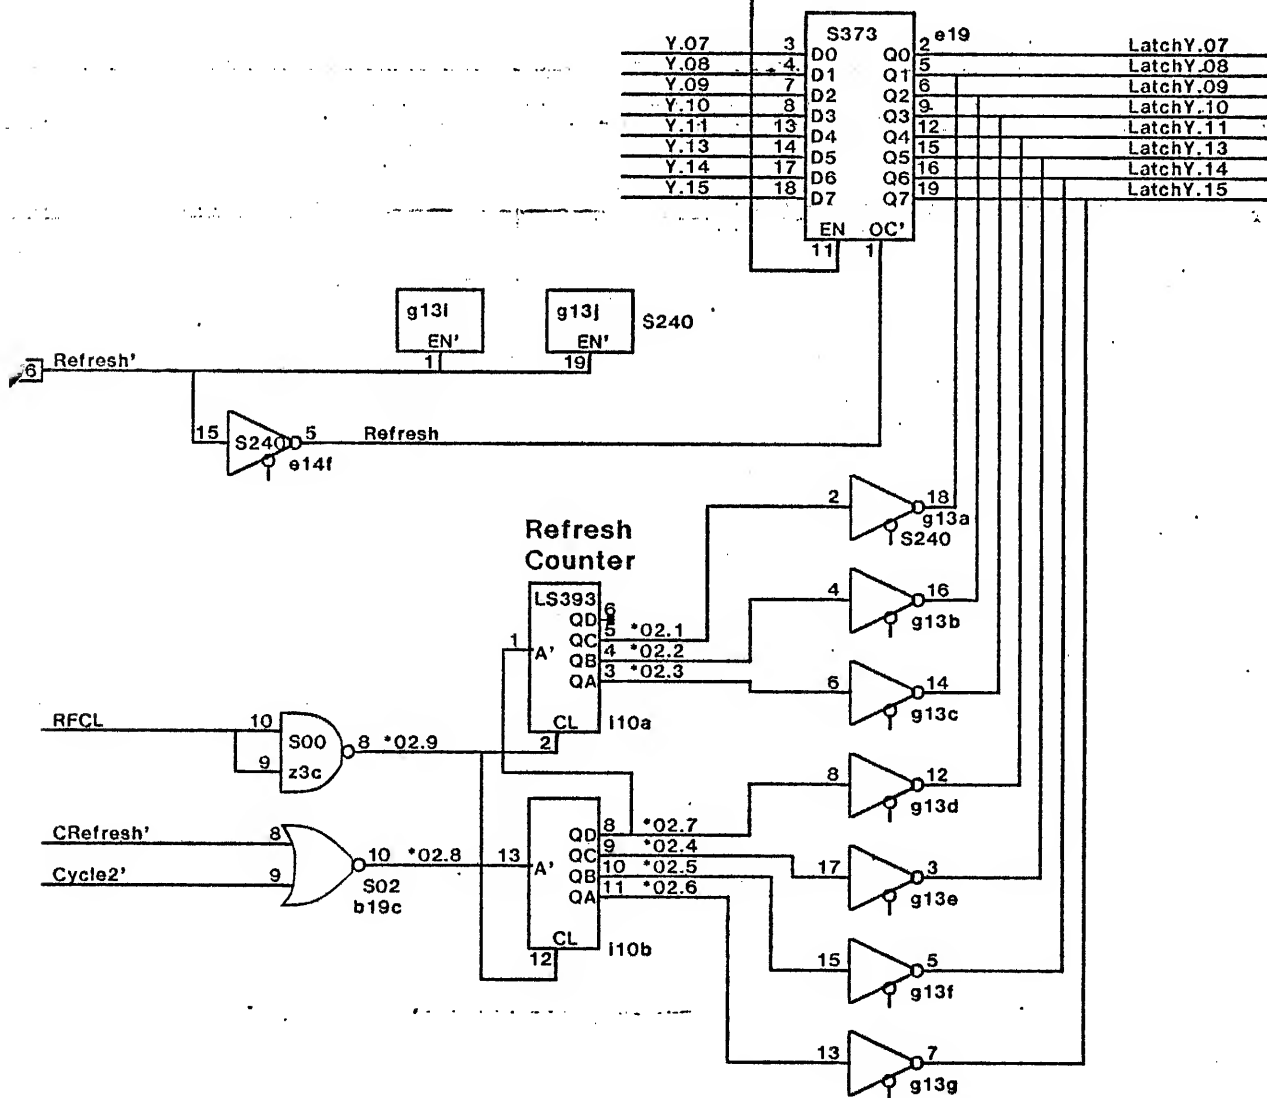 S373 e19
Y.07 3 D0 Q0 2 LatchY.07
Y.08 4 D1 Q1 5 LatchY.08
Y.09 7 D2 Q2 6 LatchY.09
Y.10 8 D3 Q3 9 LatchY.10
Y.11 13 D4 Q4 12 LatchY.11
Y.13 14 D5 Q5 15 LatchY.13
Y.14 17 D6 Q6 16 LatchY.14
Y.15 18 D7 Q7 19 LatchY.15
EN OC'
11 1
g13i g13j S240
EN' EN'
1 19
6 Refresh'
15 S240 5 Refresh
e14f
2 18
g13a
S240
Refresh
Counter
LS393
4 16
g13b
QD 6
QC 5 *02.1
1 A' QB 4 *02.2
QA 3 *02.3
6 14
g13c
CL i10a
2
RFCL 10
S00 8 *02.9
9 z3c
8 12
g13d
QD 8 *02.7
CRefresh' 8 QC 9 *02.4
10 *02.8 13 A' QB 10 *02.5
Cycle2' 9 QA 11 *02.6
S02
b19c
17 3
g13e
CL i10b
12
15 5
g13f
13 7
g13g